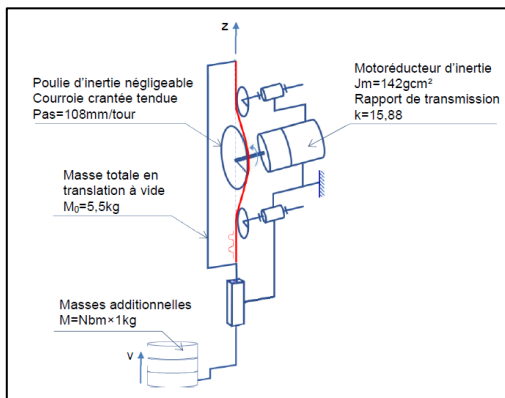 z
Poulie d'inertie négligeable
Courroie crantée tendue
Pas=108mm/tour
Motoréducteur d'inertie
Jm=142gcm²
Rapport de transmission
k=15,88
Masse totale en
translation à vide
M₀=5,5kg
Masses additionnelles
M=Nbm×1kg
v